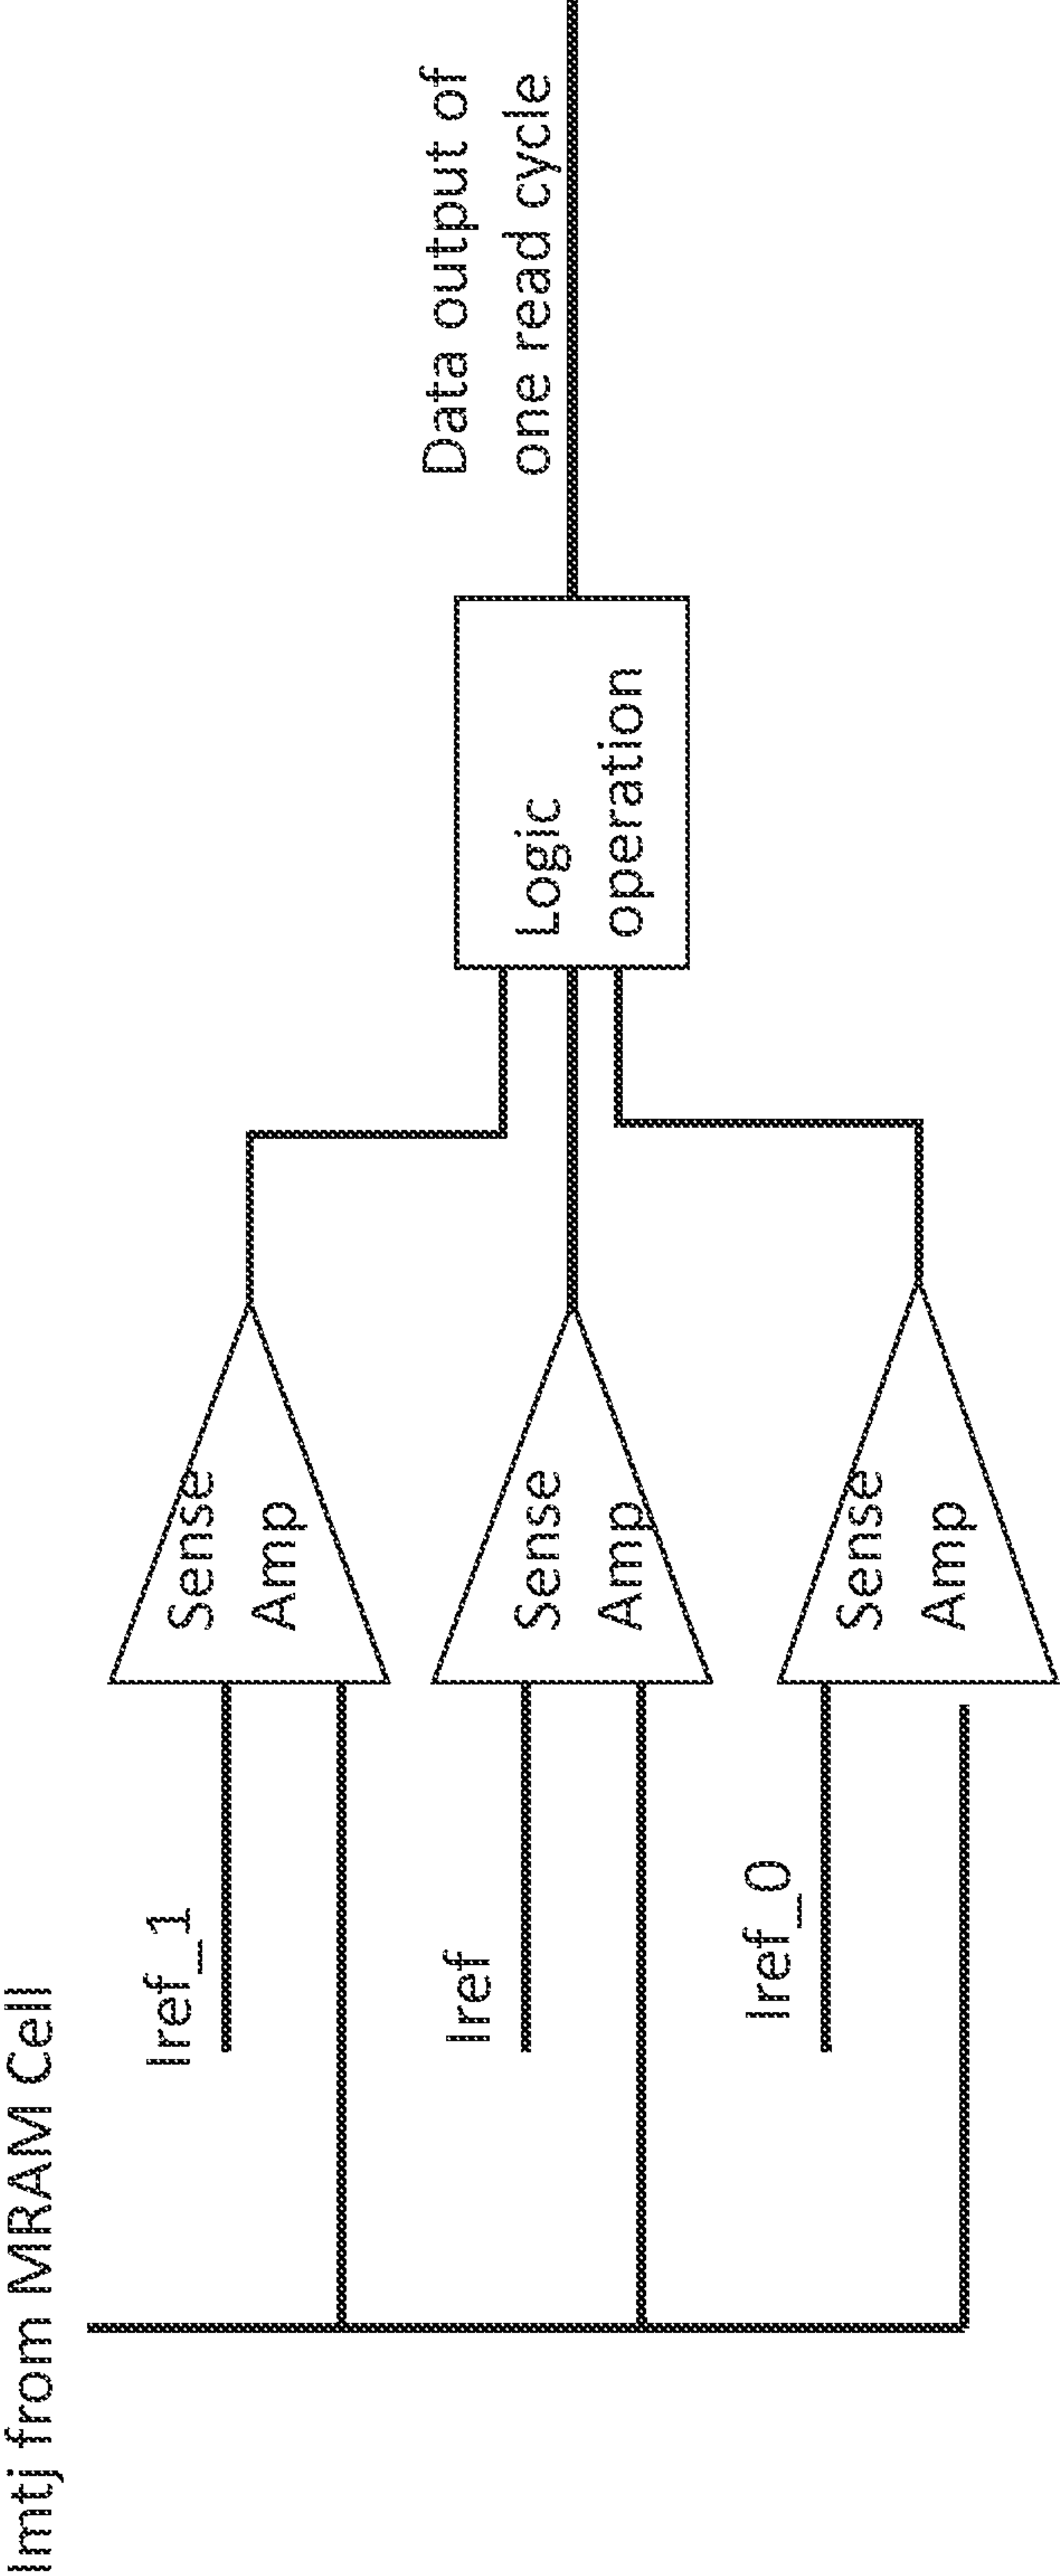 Imtj from MRAM Cell
Iref_1
Sense
Amp
Iref
Sense
Amp
Iref_0
Sense
Amp
Logic
operation
Data output of
one read cycle